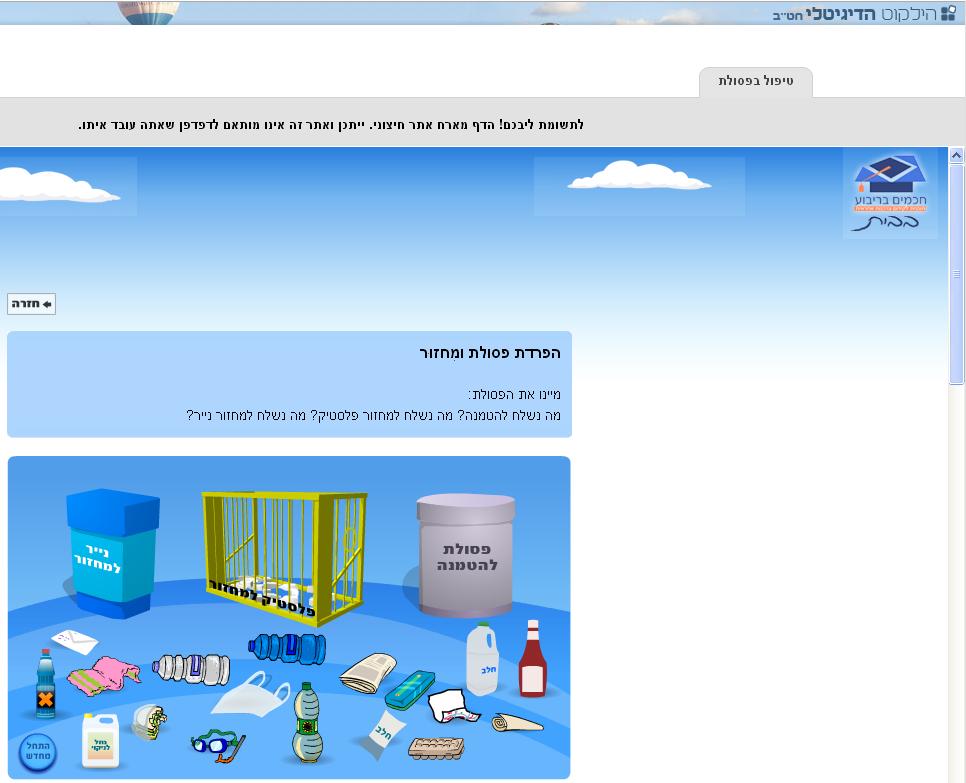 הילקוט הדיגיטלי חט״ב
טיפול בפסולת
לתשומת ליבכם! הדף מארח אתר חיצוני. ייתכן ואתר זה אינו מותאם לדפדפן שאתה עובד איתו.
חכמים בריבוע
בבית
חזרה
הפרדת פסולת ומִחזוּר
מיינו את הפסולת:
מה נשלח להטמנה? מה נשלח למחזור פלסטיק? מה נשלח למחזור נייר?
פסולת
להטמנה
פלסטיק למחזור
נייר
למחזור
חלב
חלב
נוזל
לניקוי
התחל
מחדש